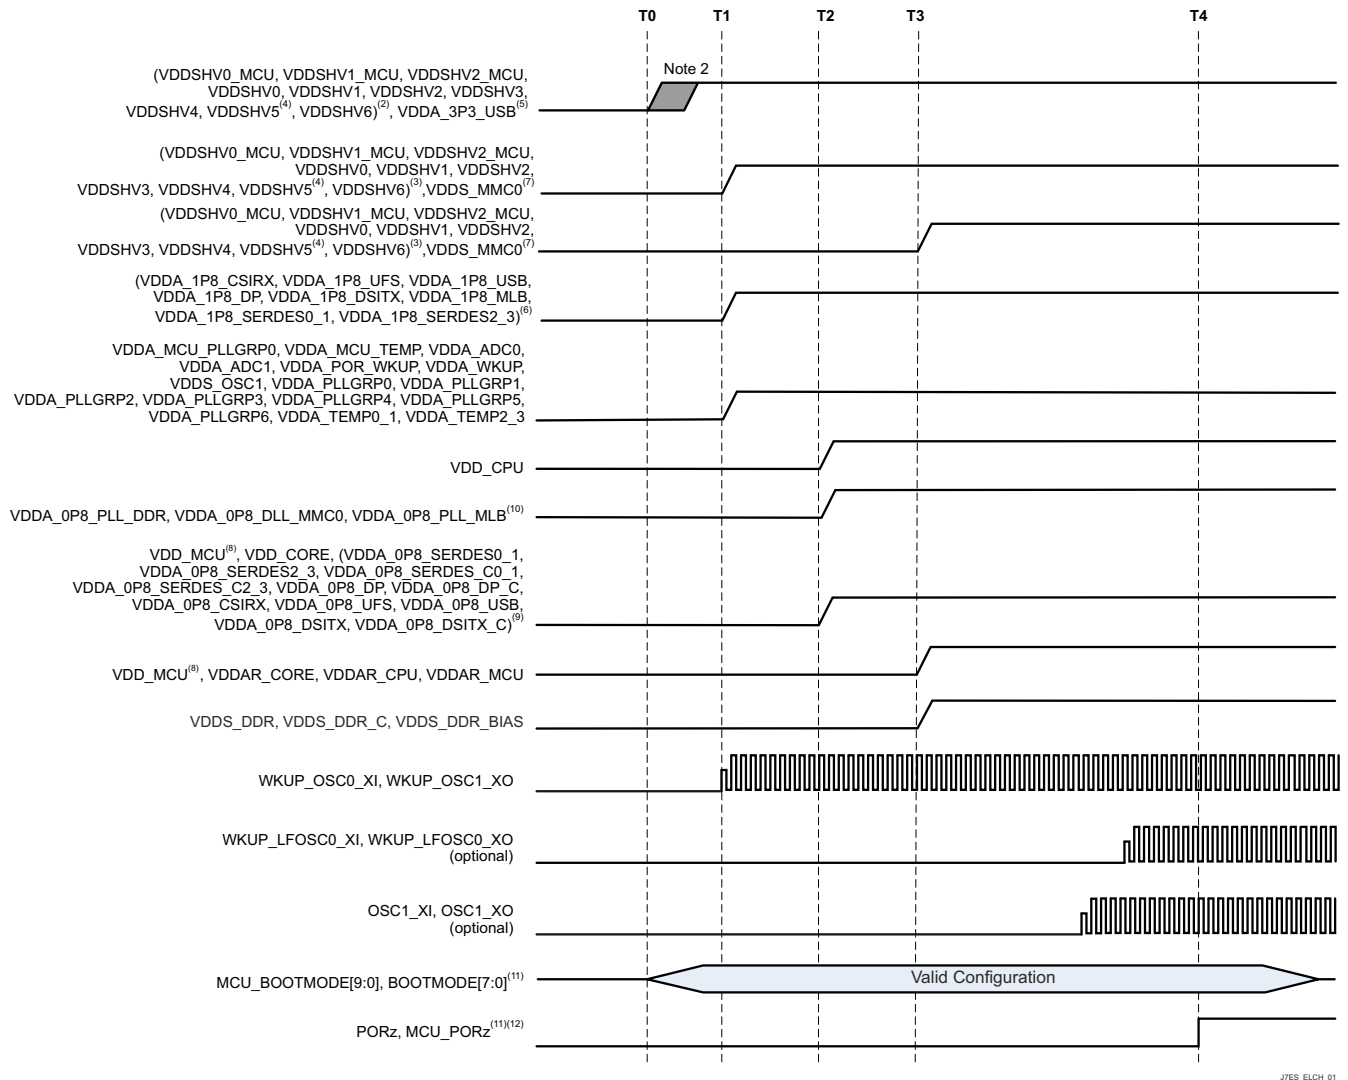 T0 T1 T2 T3 T4
Note 2
(VDDSHV0_MCU, VDDSHV1_MCU, VDDSHV2_MCU,
VDDSHV0, VDDSHV1, VDDSHV2, VDDSHV3,
VDDSHV4, VDDSHV5(4), VDDSHV6)(2), VDDA_3P3_USB(5)
(VDDSHV0_MCU, VDDSHV1_MCU, VDDSHV2_MCU,
VDDSHV0, VDDSHV1, VDDSHV2,
VDDSHV3, VDDSHV4, VDDSHV5(4), VDDSHV6)(3),VDDS_MMC0(7)
(VDDSHV0_MCU, VDDSHV1_MCU, VDDSHV2_MCU,
VDDSHV0, VDDSHV1, VDDSHV2,
VDDSHV3, VDDSHV4, VDDSHV5(4), VDDSHV6)(3),VDDS_MMC0(7)
(VDDA_1P8_CSIRX, VDDA_1P8_UFS, VDDA_1P8_USB,
VDDA_1P8_DP, VDDA_1P8_DSITX, VDDA_1P8_MLB,
VDDA_1P8_SERDES0_1, VDDA_1P8_SERDES2_3)(6)
VDDA_MCU_PLLGRP0, VDDA_MCU_TEMP, VDDA_ADC0,
VDDA_ADC1, VDDA_POR_WKUP, VDDA_WKUP,
VDDS_OSC1, VDDA_PLLGRP0, VDDA_PLLGRP1,
VDDA_PLLGRP2, VDDA_PLLGRP3, VDDA_PLLGRP4, VDDA_PLLGRP5,
VDDA_PLLGRP6, VDDA_TEMP0_1, VDDA_TEMP2_3
VDD_CPU
VDDA_0P8_PLL_DDR, VDDA_0P8_DLL_MMC0, VDDA_0P8_PLL_MLB(10)
VDD_MCU(8), VDD_CORE, (VDDA_0P8_SERDES0_1,
VDDA_0P8_SERDES2_3, VDDA_0P8_SERDES_C0_1,
VDDA_0P8_SERDES_C2_3, VDDA_0P8_DP, VDDA_0P8_DP_C,
VDDA_0P8_CSIRX, VDDA_0P8_UFS, VDDA_0P8_USB,
VDDA_0P8_DSITX, VDDA_0P8_DSITX_C)(9)
VDD_MCU(8), VDDAR_CORE, VDDAR_CPU, VDDAR_MCU
VDDS_DDR, VDDS_DDR_C, VDDS_DDR_BIAS
WKUP_OSC0_XI, WKUP_OSC1_XO
WKUP_LFOSC0_XI, WKUP_LFOSC0_XO
(optional)
OSC1_XI, OSC1_XO
(optional)
MCU_BOOTMODE[9:0], BOOTMODE[7:0](11)
Valid Configuration
PORz, MCU_PORz(11)(12)
J7ES_ELCH_01